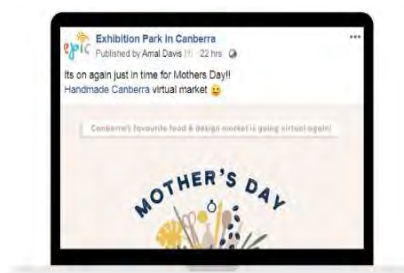 epic
Exhibition Park in Canberra
Published by Amal Davis · 22 hrs ·
Its on again just in time for Mothers Day!!
Handmade Canberra virtual market 😀
Canberra's favourite food & design market is going virtual again!
MOTHER'S DAY